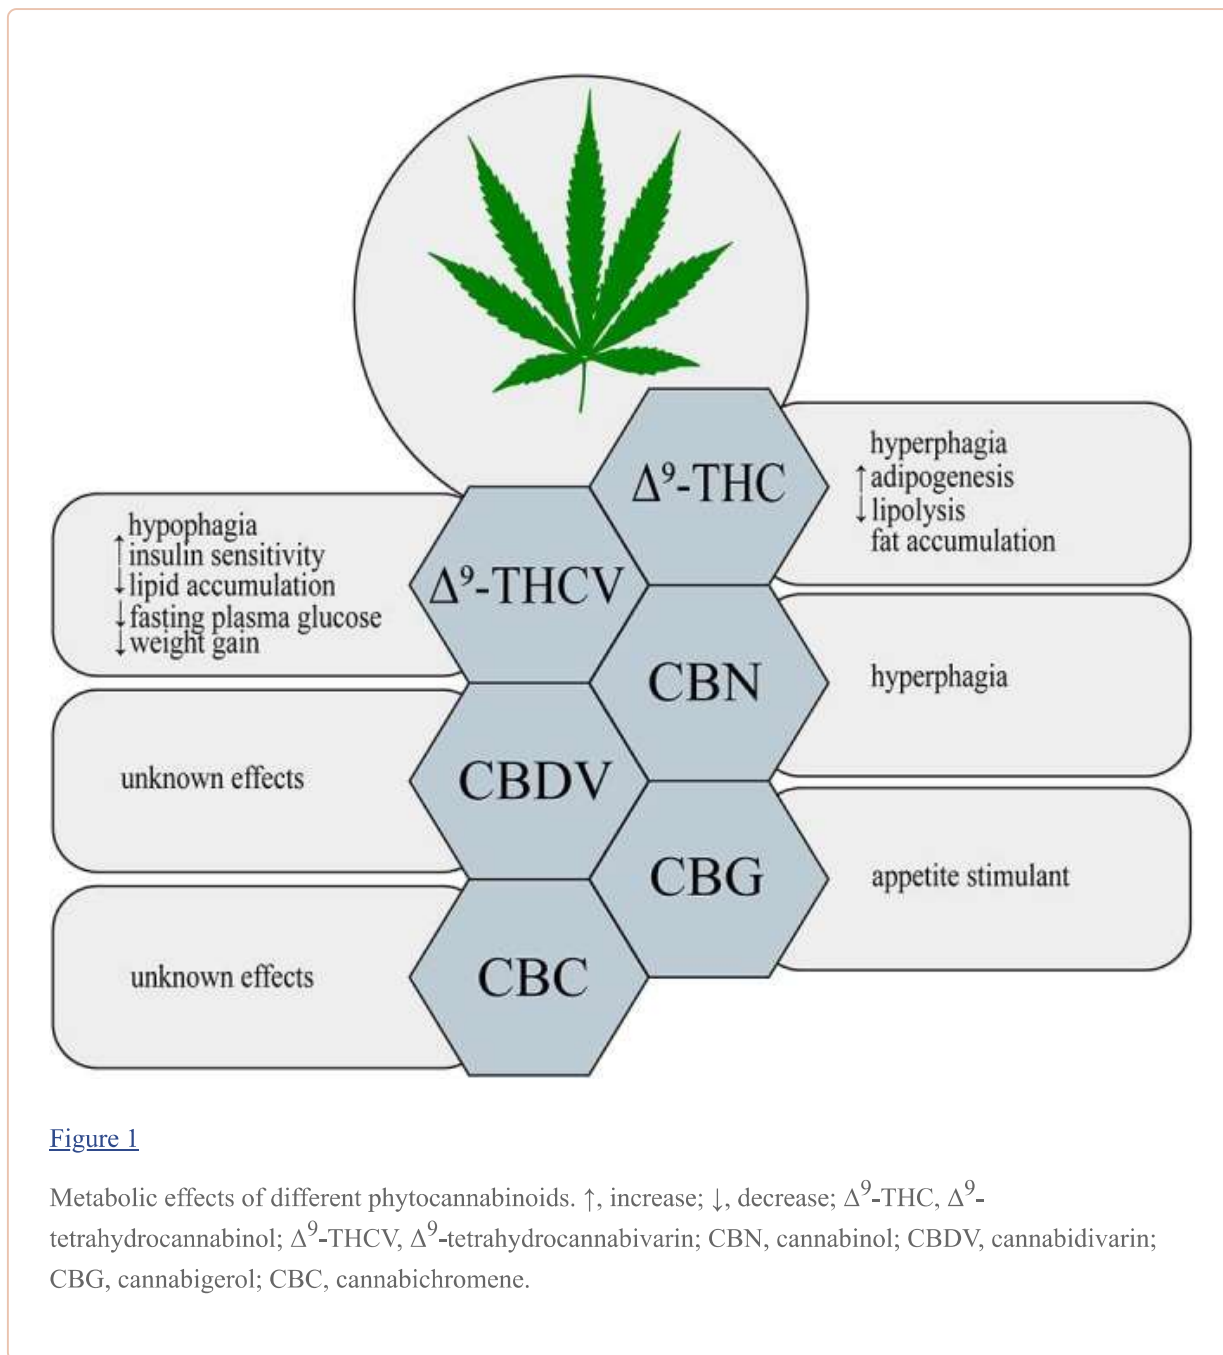 Δ⁹-THC
hyperphagia
↑adipogenesis
↓lipolysis
fat accumulation
hypophagia
↑insulin sensitivity
↓lipid accumulation
↓fasting plasma glucose
↓weight gain
Δ⁹-THCV
CBN
hyperphagia
unknown effects
CBDV
CBG
appetite stimulant
unknown effects
CBC
Figure 1
Metabolic effects of different phytocannabinoids. ↑, increase; ↓, decrease; Δ⁹-THC, Δ⁹-
tetrahydrocannabinol; Δ⁹-THCV, Δ⁹-tetrahydrocannabivarin; CBN, cannabinol; CBDV, cannabidivarin;
CBG, cannabigerol; CBC, cannabichromene.